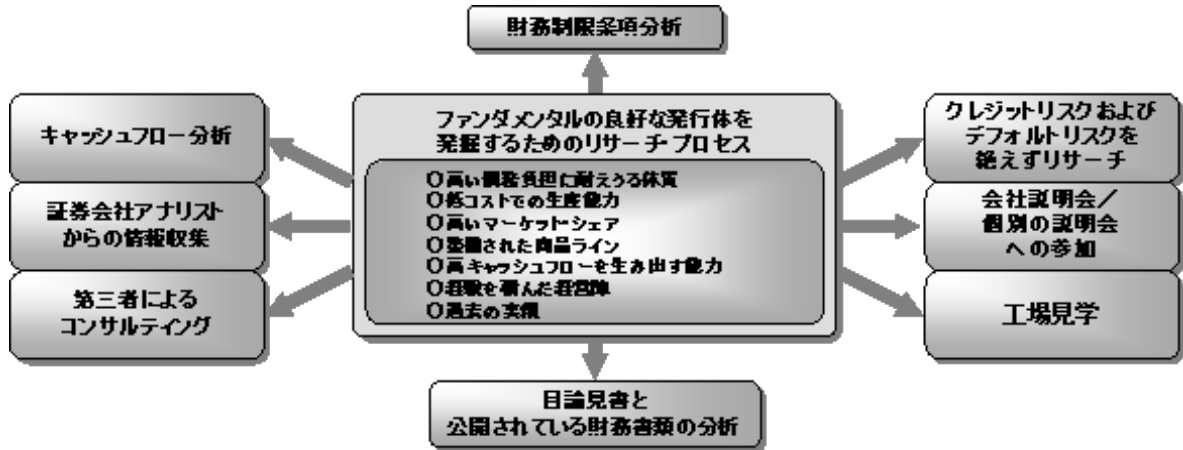 財務制限条項分析
キャッシュフロー分析
証券会社アナリスト
からの情報収集
第三者による
コンサルティング
ファンダメンタルの良好な発行体を
発掘するためのリサーチ・プロセス
○高い債務負担に耐えうる体質
○低コストでの生産能力
○高いマーケット・シェア
○整備された商品ライン
○高キャッシュフローを生み出す能力
○経験を積んだ経営陣
○過去の実績
クレジットリスクおよび
デフォルトリスクを
絶えずリサーチ
会社説明会／
個別の説明会
への参加
工場見学
目論見書と
公開されている財務書類の分析